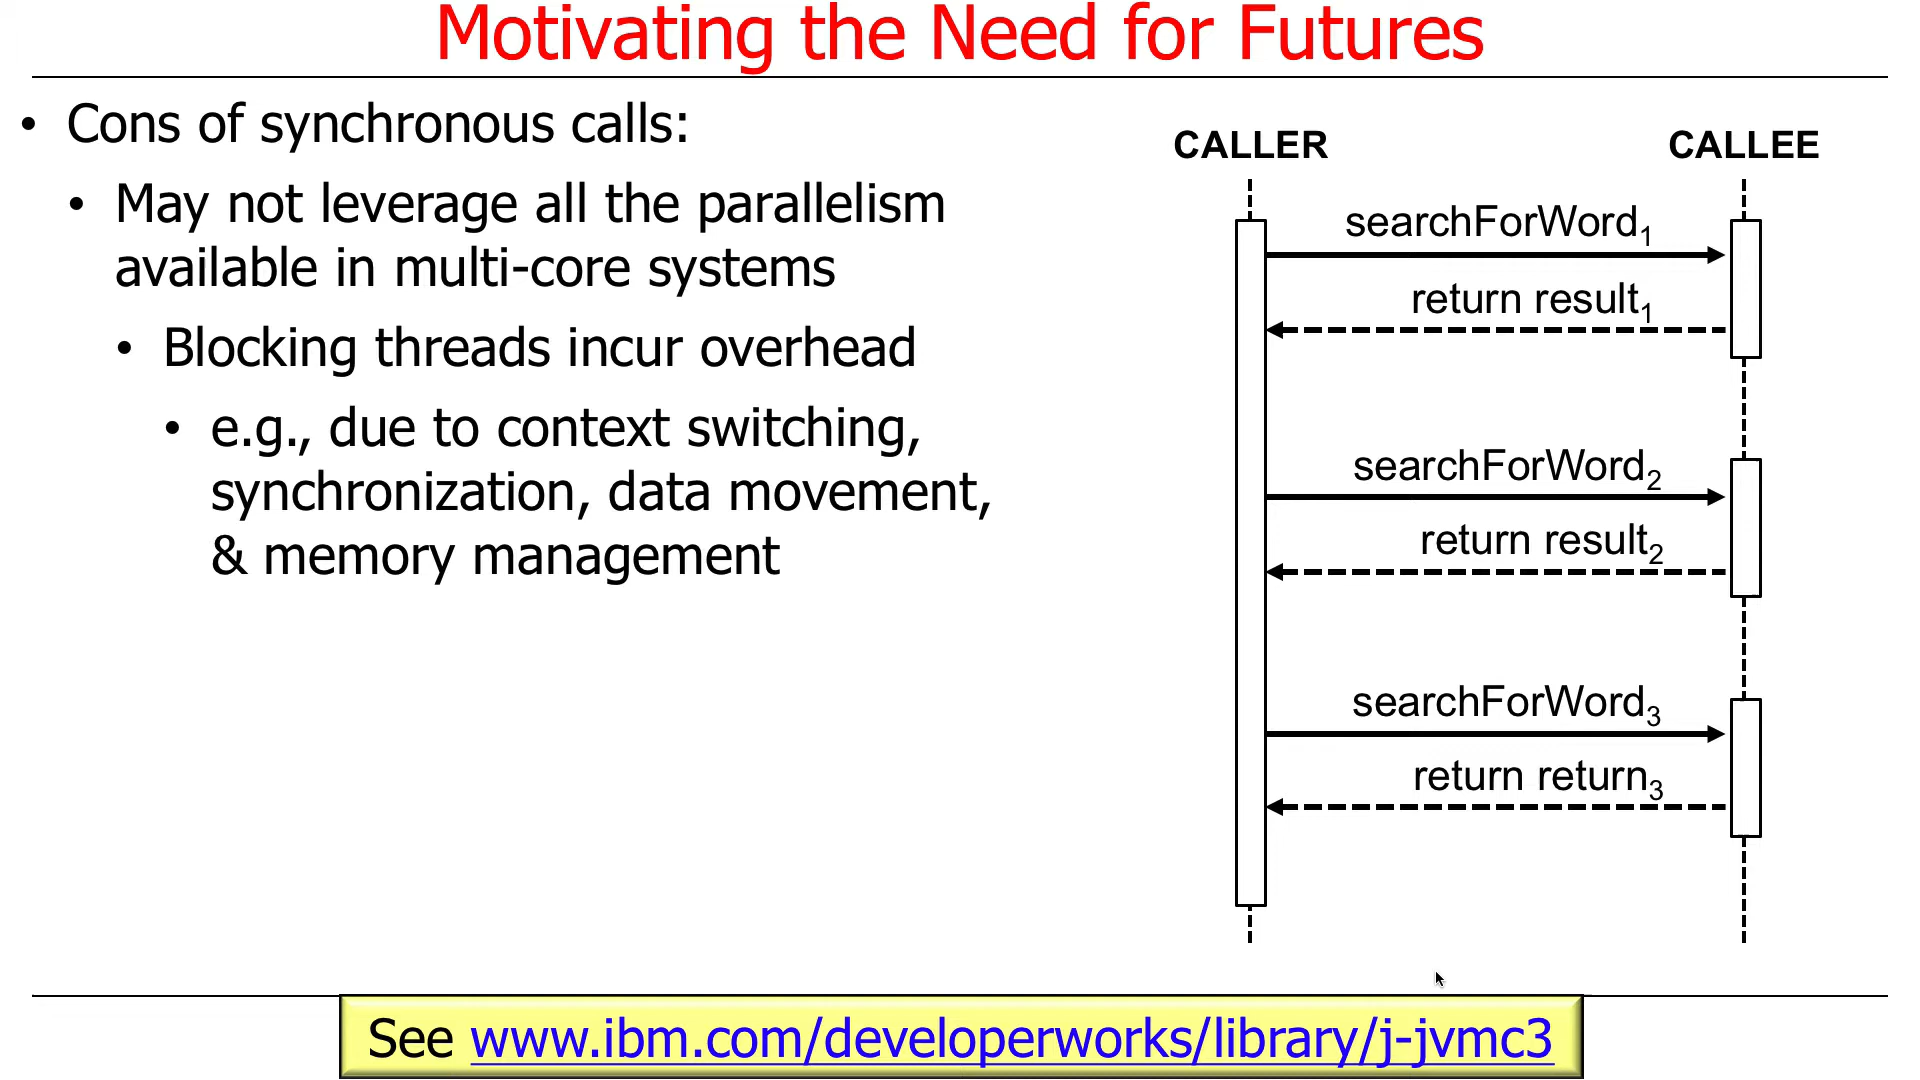 Motivating the Need for Futures
• Cons of synchronous calls:
• May not leverage all the parallelism
available in multi-core systems
• Blocking threads incur overhead
• e.g., due to context switching,
synchronization, data movement,
& memory management
CALLER CALLEE
searchForWord1
return result1
searchForWord2
return result2
searchForWord3
return return3
See www.ibm.com/developerworks/library/j-jvmc3